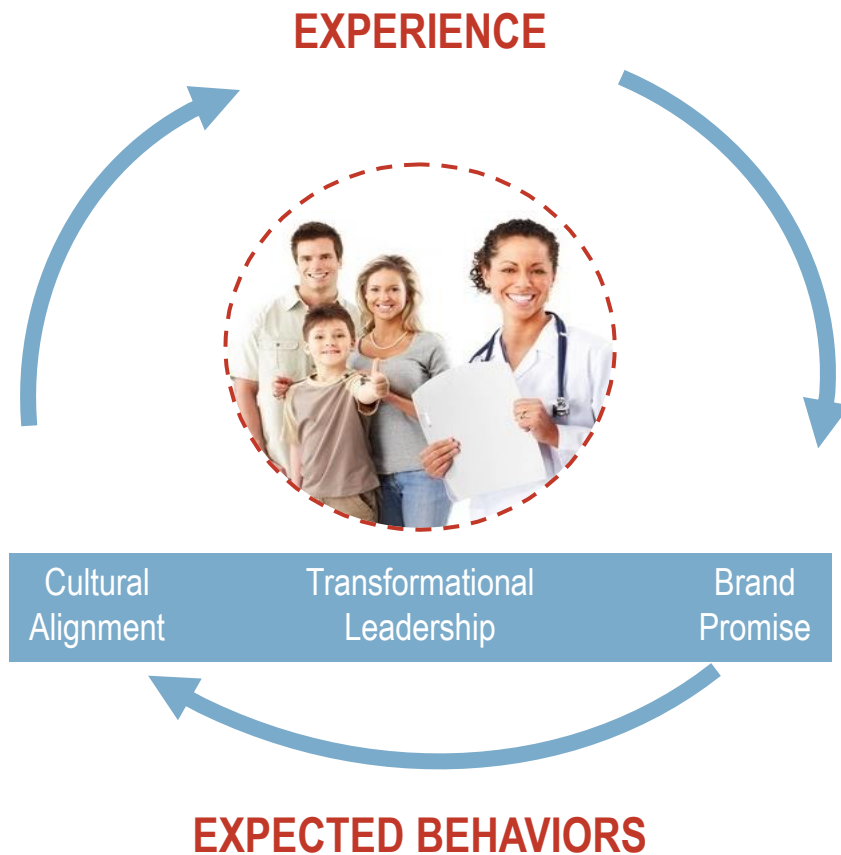 EXPERIENCE
Cultural
Alignment
Transformational
Leadership
Brand
Promise
EXPECTED BEHAVIORS